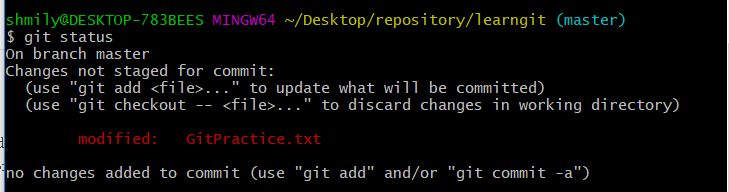 shmily@DESKTOP-783BEES MINGW64 ~/Desktop/repository/learngit (master)
$ git status
On branch master
Changes not staged for commit:
  (use "git add <file>..." to update what will be committed)
  (use "git checkout -- <file>..." to discard changes in working directory)

        modified:   GitPractice.txt

no changes added to commit (use "git add" and/or "git commit -a")